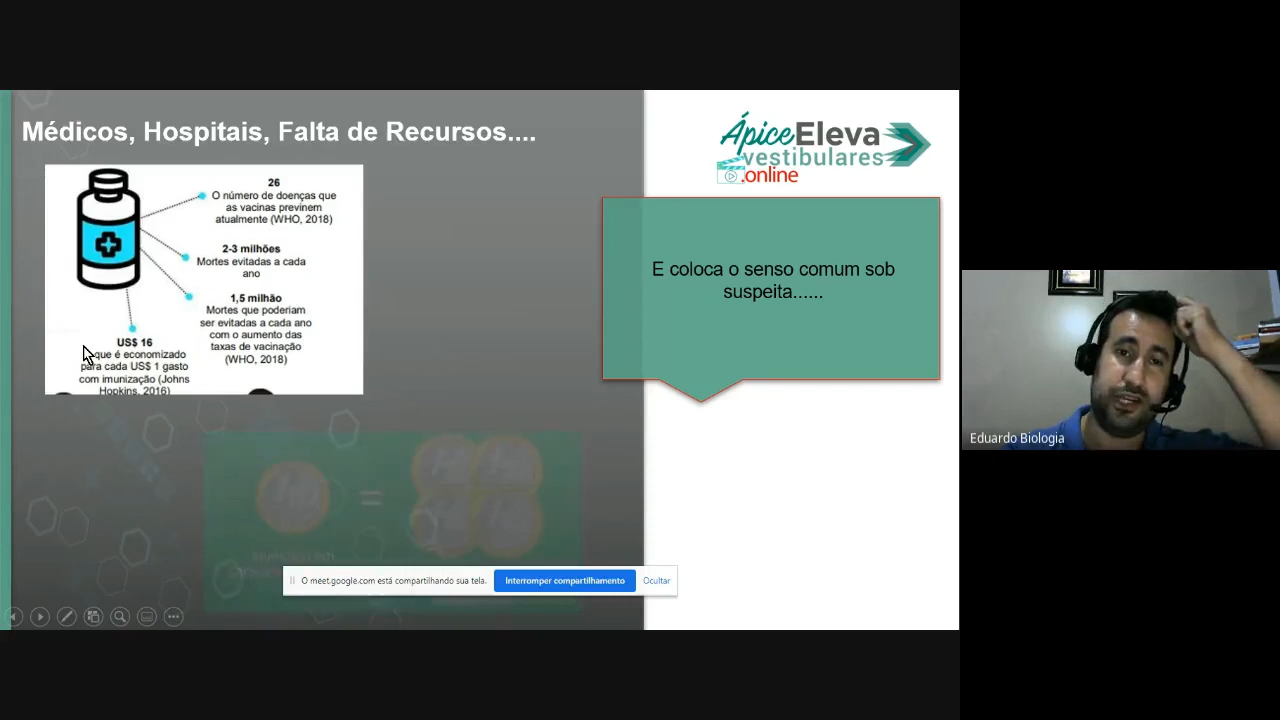 Médicos, Hospitais, Falta de Recursos....
26
O número de doenças que
as vacinas previnem
atualmente (WHO, 2018)
2-3 milhões
Mortes evitadas a cada
ano
1,5 milhão
Mortes que poderiam
ser evitadas a cada ano
com o aumento das
taxas de vacinação
(WHO, 2018)
US$ 16
que é economizado
para cada US$ 1 gasto
com imunização (Johns
Hopkins, 2016)
=
ÁpiceEleva
vestibulares
.online
E coloca o senso comum sob
suspeita......
O meet.google.com está compartilhando sua tela.
Interromper compartilhamento
Ocultar
Eduardo Biologia